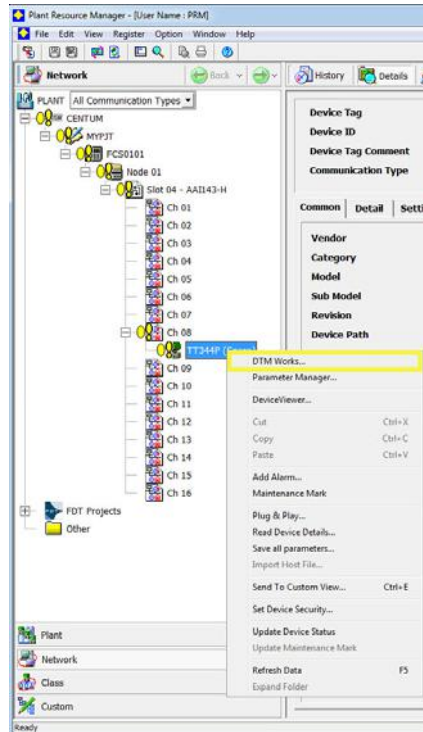 Plant Resource Manager - [User Name : PRM]
File Edit View Register Option Window Help
Network
Back
History
Details
PLANT
All Communication Types
CENTUM
MYPJT
FCS0101
Node 01
Slot 04 - AAI143-H
Ch 01
Ch 02
Ch 03
Ch 04
Ch 05
Ch 06
Ch 07
Ch 08
TT344P
Ch 09
Ch 10
Ch 11
Ch 12
Ch 13
Ch 14
Ch 15
Ch 16
FDT Projects
Other
Device Tag
Device ID
Device Tag Comment
Communication Type
Common Detail Setti
Vendor
Category
Model
Sub Model
Revision
Device Path
DTM Works...
Parameter Manager...
DeviceViewer...
Cut Ctrl+X
Copy Ctrl+C
Paste Ctrl+V
Add Alarm...
Maintenance Mark
Plug & Play...
Read Device Details...
Save all parameters...
Import Host File...
Send To Custom View... Ctrl+E
Set Device Security...
Update Device Status
Update Maintenance Mark
Refresh Data F5
Expand Folder
Plant
Network
Class
Custom
Ready